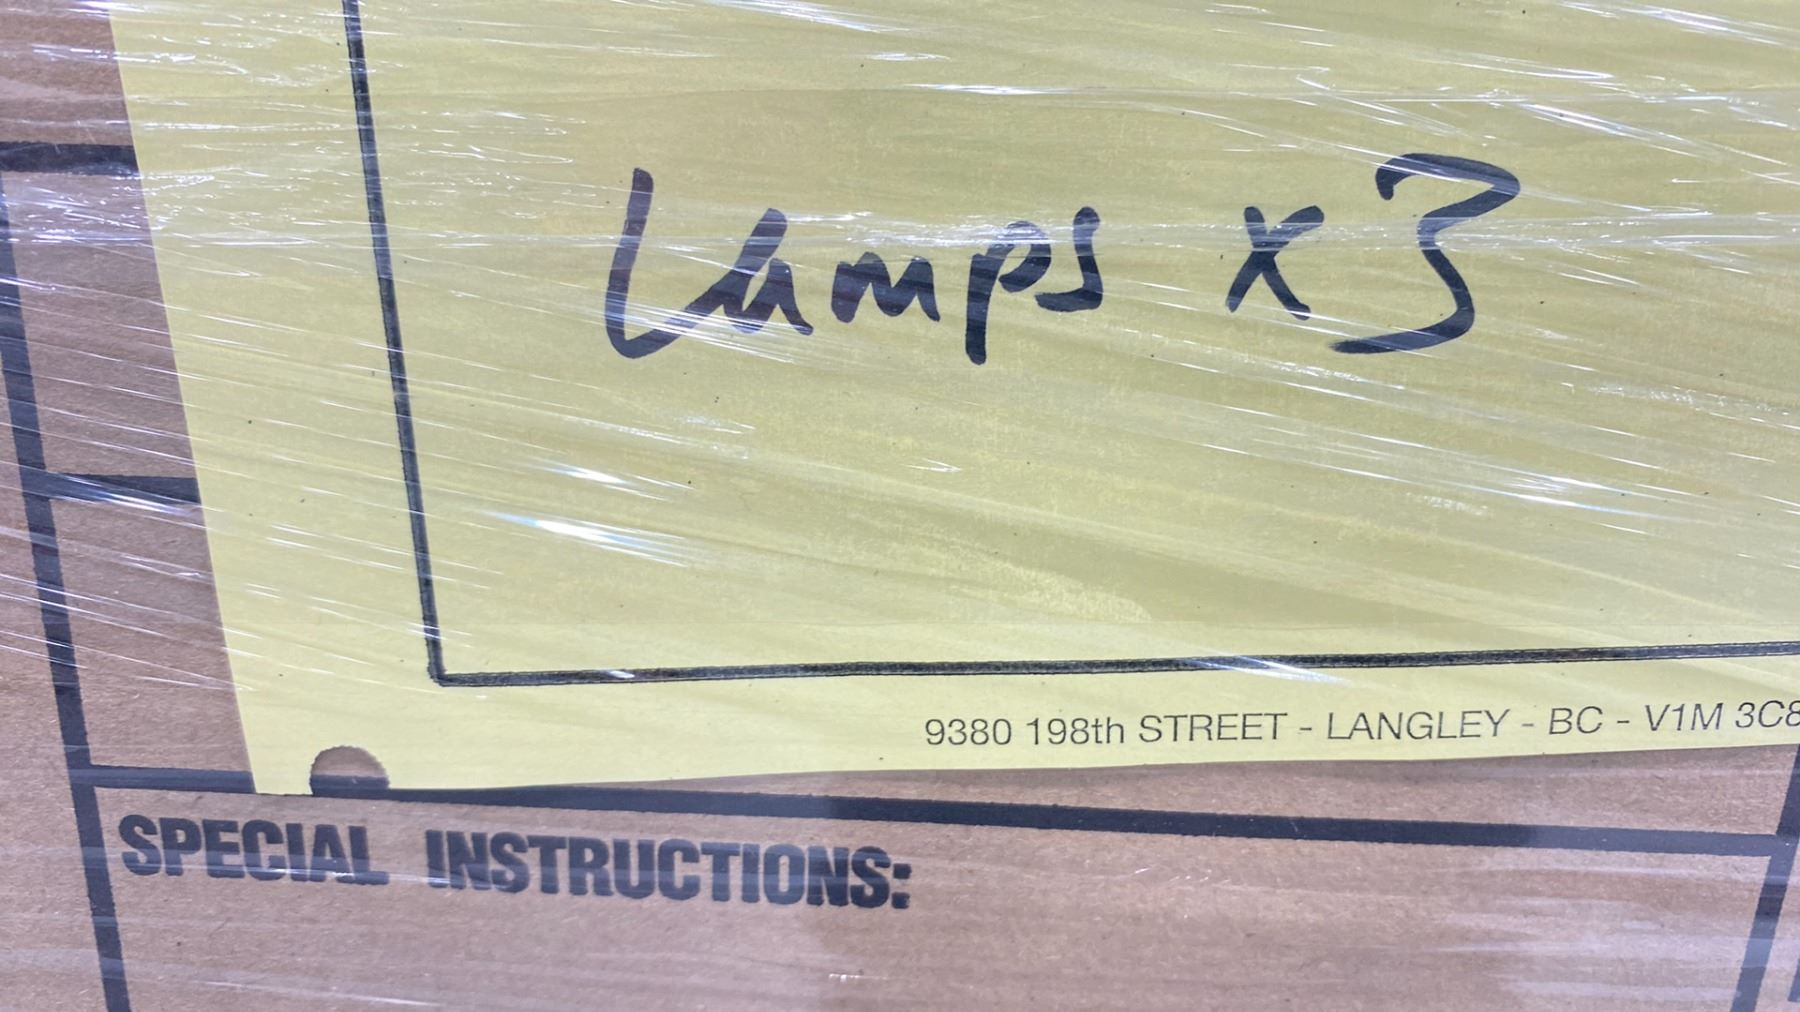 Lamps x3
9380 198th STREET - LANGLEY - BC - V1M 3C8
SPECIAL INSTRUCTIONS: